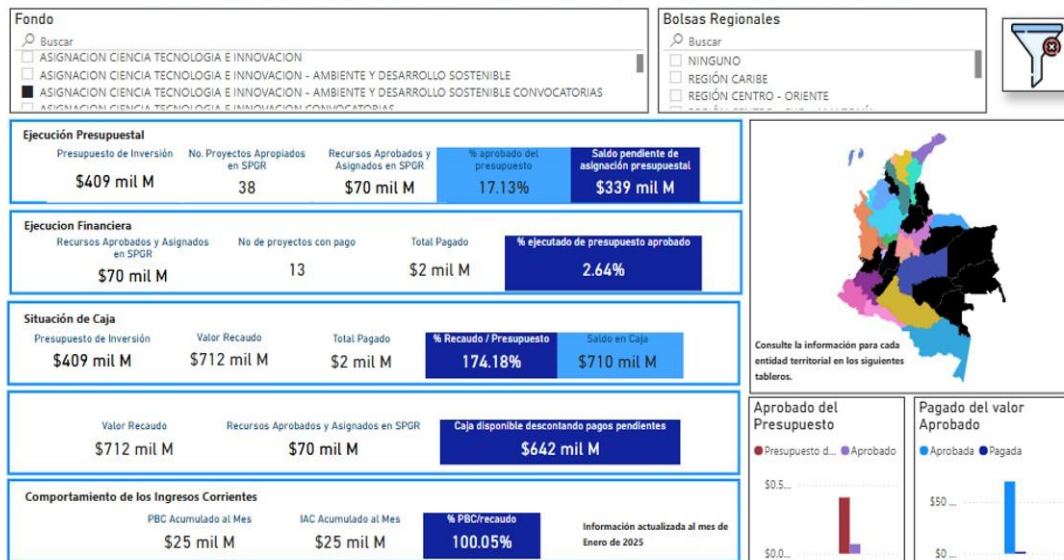 Fondo
Buscar
ASIGNACION CIENCIA TECNOLOGIA E INNOVACION
ASIGNACION CIENCIA TECNOLOGIA E INNOVACION - AMBIENTE Y DESARROLLO SOSTENIBLE
ASIGNACION CIENCIA TECNOLOGIA E INNOVACION - AMBIENTE Y DESARROLLO SOSTENIBLE CONVOCATORIAS
ASIGNACION CIENCIA TECNOLOGIA E INNOVACION CONVOCATORIAS
Bolsas Regionales
Buscar
NINGUNO
REGIÓN CARIBE
REGIÓN CENTRO - ORIENTE
Ejecución Presupuestal
Presupuesto de Inversión
$409 mil M
No. Proyectos Apropiados
en SPGR
38
Recursos Aprobados y
Asignados en SPGR
$70 mil M
% aprobado del
presupuesto
17.13%
Saldo pendiente de
asignación presupuestal
$339 mil M
Ejecucion Financiera
Recursos Aprobados y Asignados
en SPGR
$70 mil M
No de proyectos con pago
13
Total Pagado
$2 mil M
% ejecutado de presupuesto aprobado
2.64%
Situación de Caja
Presupuesto de Inversión
$409 mil M
Valor Recaudo
$712 mil M
Total Pagado
$2 mil M
% Recaudo / Presupuesto
174.18%
Saldo en Caja
$710 mil M
Valor Recaudo
$712 mil M
Recursos Aprobados y Asignados en SPGR
$70 mil M
Caja disponible descontando pagos pendientes
$642 mil M
Comportamiento de los Ingresos Corrientes
PBC Acumulado al Mes
$25 mil M
IAC Acumulado al Mes
$25 mil M
% PBC/recaudo
100.05%
Información actualizada al mes de
Enero de 2025
Consulte la información para cada
entidad territorial en los siguientes
tableros.
Aprobado del
Presupuesto
Presupuesto d... Aprobado
$0.5...
$0.0...
Pagado del valor
Aprobado
Aprobada Pagada
$50 ...
$0 ...